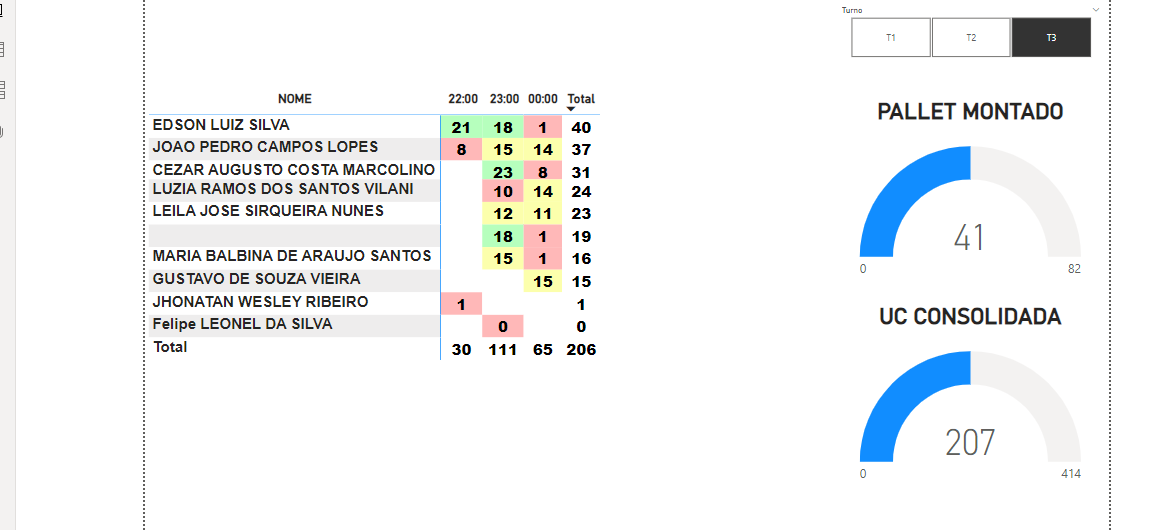 Turno
T1 T2 T3
NOME 22:00 23:00 00:00 Total
EDSON LUIZ SILVA 21 18 1 40
JOAO PEDRO CAMPOS LOPES 8 15 14 37
CEZAR AUGUSTO COSTA MARCOLINO 23 8 31
LUZIA RAMOS DOS SANTOS VILANI 10 14 24
LEILA JOSE SIRQUEIRA NUNES 12 11 23
18 1 19
MARIA BALBINA DE ARAUJO SANTOS 15 1 16
GUSTAVO DE SOUZA VIEIRA 15 15
JHONATAN WESLEY RIBEIRO 1 1
Felipe LEONEL DA SILVA 0 0
Total 30 111 65 206
PALLET MONTADO
41
0 82
UC CONSOLIDADA
207
0 414